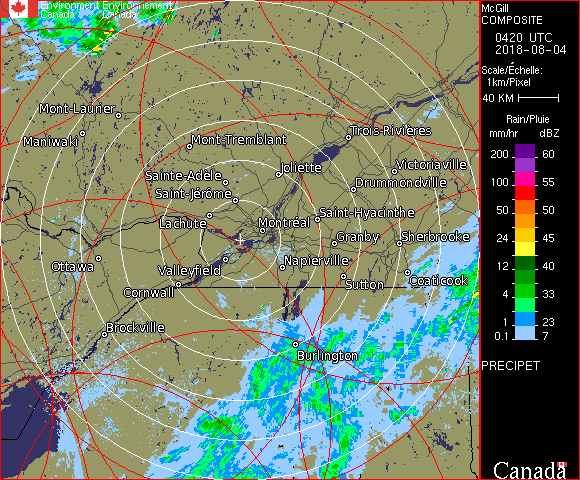 Environment Environnement
Canada Canada
Mont-Laurier
Maniwaki
Mont-Tremblant
Trois-Rivières
Sainte-Adèle
Joliette
Victoriaville
Saint-Jérôme
Drummondville
Lachute
Montréal
Saint-Hyacinthe
Granby
Sherbrooke
Ottawa
Valleyfield
Napierville
Cornwall
Sutton
Coaticook
Brockville
Burlington
McGill
COMPOSITE
0420 UTC
2018-08-04
Scale/Échelle:
1km/Pixel
40 KM
Rain/Pluie
mm/hr dBZ
200 60
150 55
100 55
50 50
24 45
12 40
4 33
1 23
0.1 7
PRECIPET
Canada